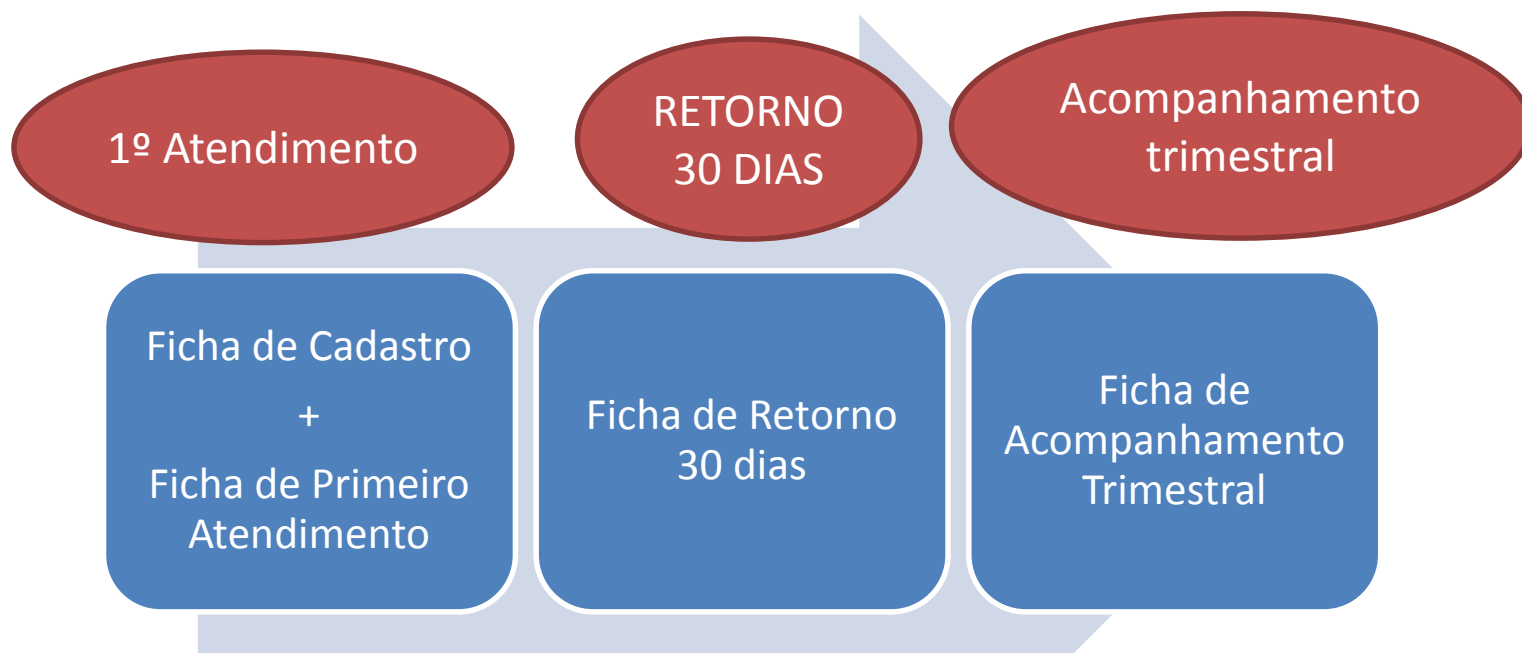 1º Atendimento
RETORNO
30 DIAS
Acompanhamento
trimestral
Ficha de Cadastro
+
Ficha de Primeiro
Atendimento
Ficha de Retorno
30 dias
Ficha de
Acompanhamento
Trimestral